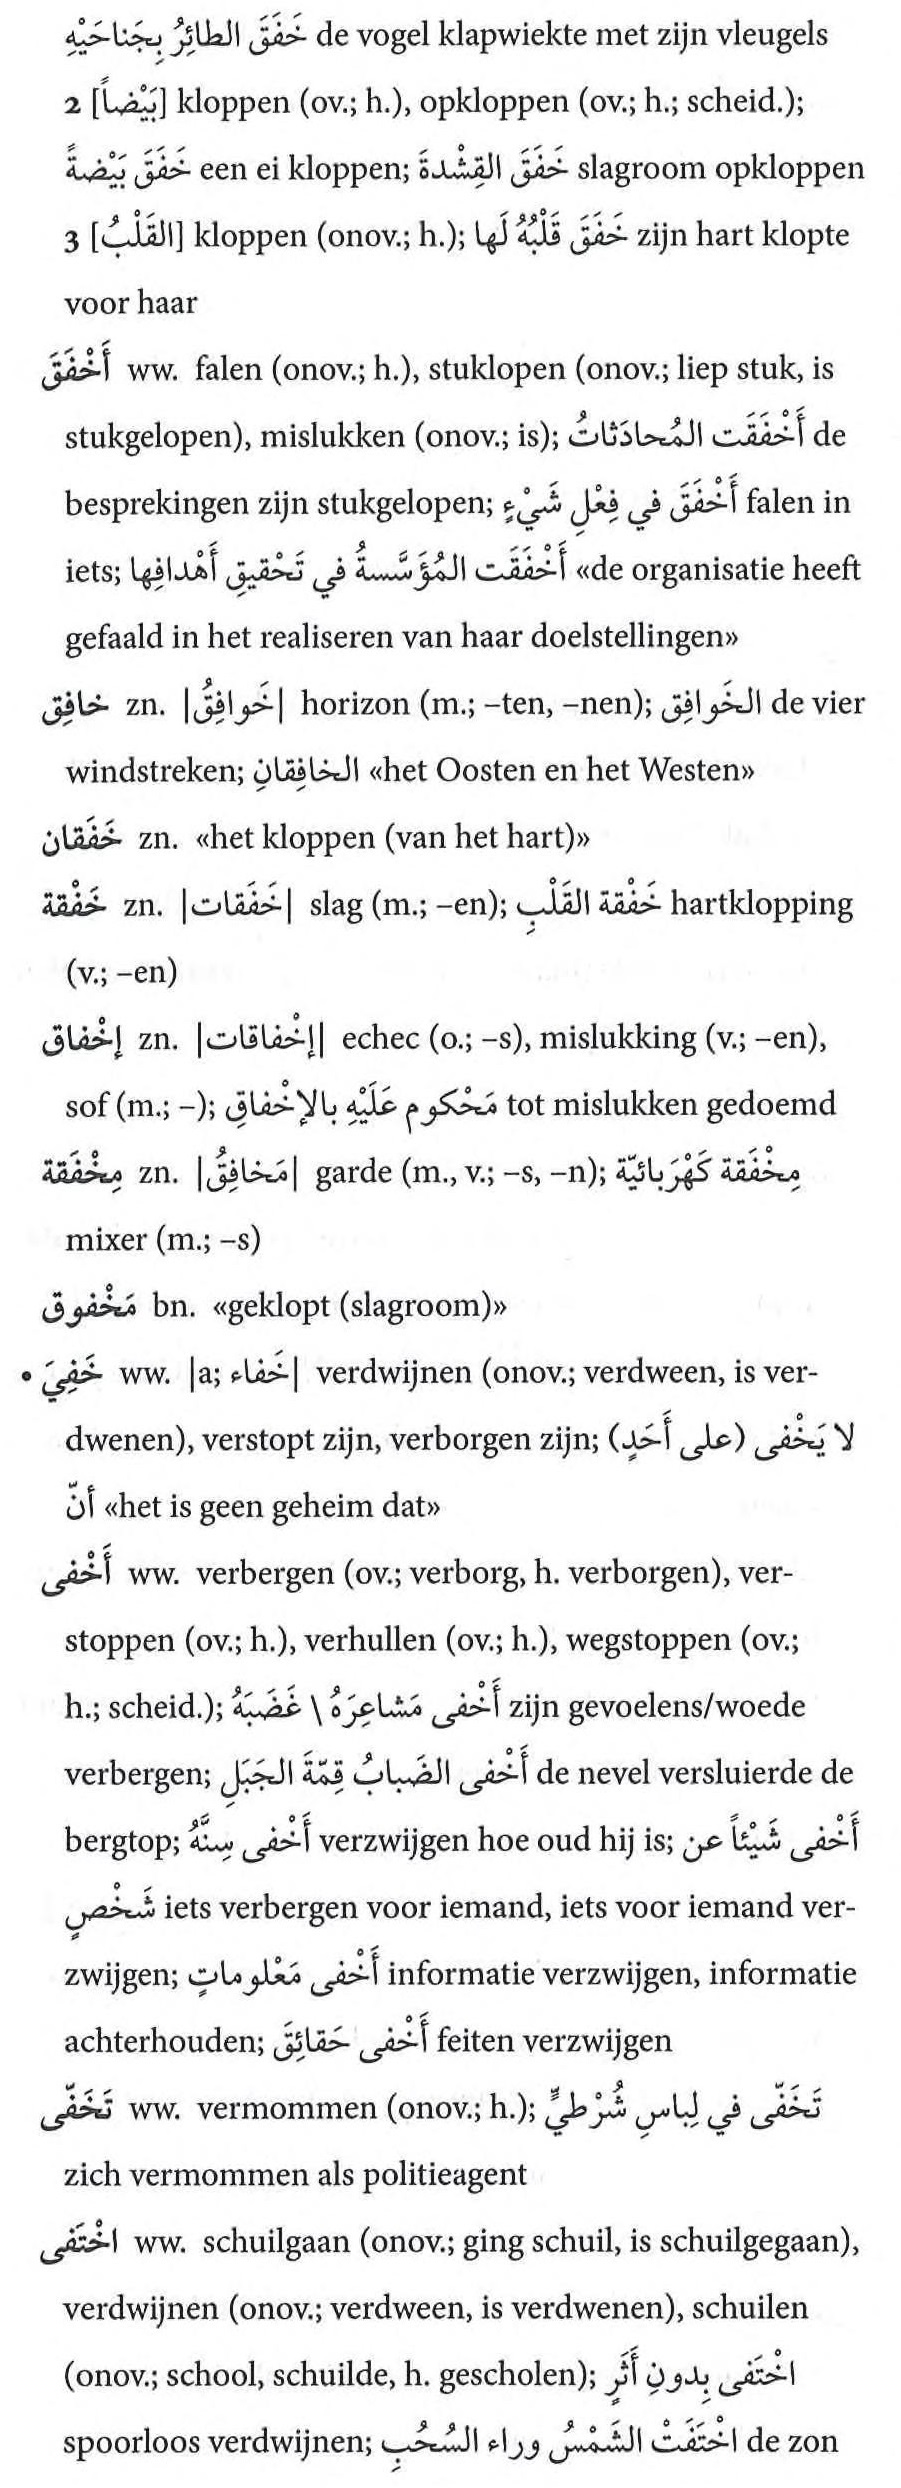 خَفَقَ الطائِرُ بِجَناحَيْهِ de vogel klapwiekte met zijn vleugels
2 [بَيْضاً] kloppen (ov.; h.), opkloppen (ov.; h.; scheid.);
خَفَقَ بَيْضةً een ei kloppen; خَفَقَ القِشْدةَ slagroom opkloppen
3 [القَلْبُ] kloppen (onov.; h.); خَفَقَ قَلْبُهُ لَها zijn hart klopte
voor haar
أَخْفَقَ ww. falen (onov.; h.), stuklopen (onov.; liep stuk, is
stukgelopen), mislukken (onov.; is); أَخْفَقَت المُحادَثاتُ de
besprekingen zijn stukgelopen; أَخْفَقَ في فِعْلِ شَيْءٍ falen in
iets; أَخْفَقَت المُؤَسَّسةُ في تَحْقيقِ أَهْدافِها «de organisatie heeft
gefaald in het realiseren van haar doelstellingen»
خافِق zn. |خَوافِقُ| horizon (m.; –ten, –nen); الخَوافِق de vier
windstreken; الخافِقانِ «het Oosten en het Westen»
خَفَقان zn. «het kloppen (van het hart)»
خَفْقة zn. |خَفَقات| slag (m.; –en); خَفْقة القَلْبِ hartklopping
(v.; –en)
إخْفاق zn. |إخْفاقات| echec (o.; –s), mislukking (v.; –en),
sof (m.; –); مَحْكوم عَلَيْهِ بالإخْفاقِ tot mislukken gedoemd
مِخْفَقة zn. |مَخافِقُ| garde (m., v.; –s, –n); مِخْفَقة كَهْرَبائيّة
mixer (m.; –s)
مَخْفوق bn. «geklopt (slagroom)»
• خَفِيَ ww. |a; خَفاء| verdwijnen (onov.; verdween, is ver-
dwenen), verstopt zijn, verborgen zijn; لا يَخْفى (على أَحَدٍ)
أنّ «het is geen geheim dat»
أَخْفى ww. verbergen (ov.; verborg, h. verborgen), ver-
stoppen (ov.; h.), verhullen (ov.; h.), wegstoppen (ov.;
h.; scheid.); أَخْفى مَشاعِرَهُ \ غَضَبَهُ zijn gevoelens/woede
verbergen; أَخْفى الضَبابُ قِمّةَ الجَبَلِ de nevel versluierde de
bergtop; أَخْفى سِنَّهُ verzwijgen hoe oud hij is; أَخْفى شَيْئاً عن
شَخْصٍ iets verbergen voor iemand, iets voor iemand ver-
zwijgen; أَخْفى مَعْلوماتٍ informatie verzwijgen, informatie
achterhouden; أَخْفى حَقائِقَ feiten verzwijgen
تَخَفّى ww. vermommen (onov.; h.); تَخَفّى في لِباسِ شُرْطيٍّ
zich vermommen als politieagent
اخْتَفى ww. schuilgaan (onov.; ging schuil, is schuilgegaan),
verdwijnen (onov.; verdween, is verdwenen), schuilen
(onov.; school, schuilde, h. gescholen); اخْتَفى بِدونِ أَثَرٍ
spoorloos verdwijnen; اخْتَفَتْ الشَمْسُ وراء السُحُبِ de zon